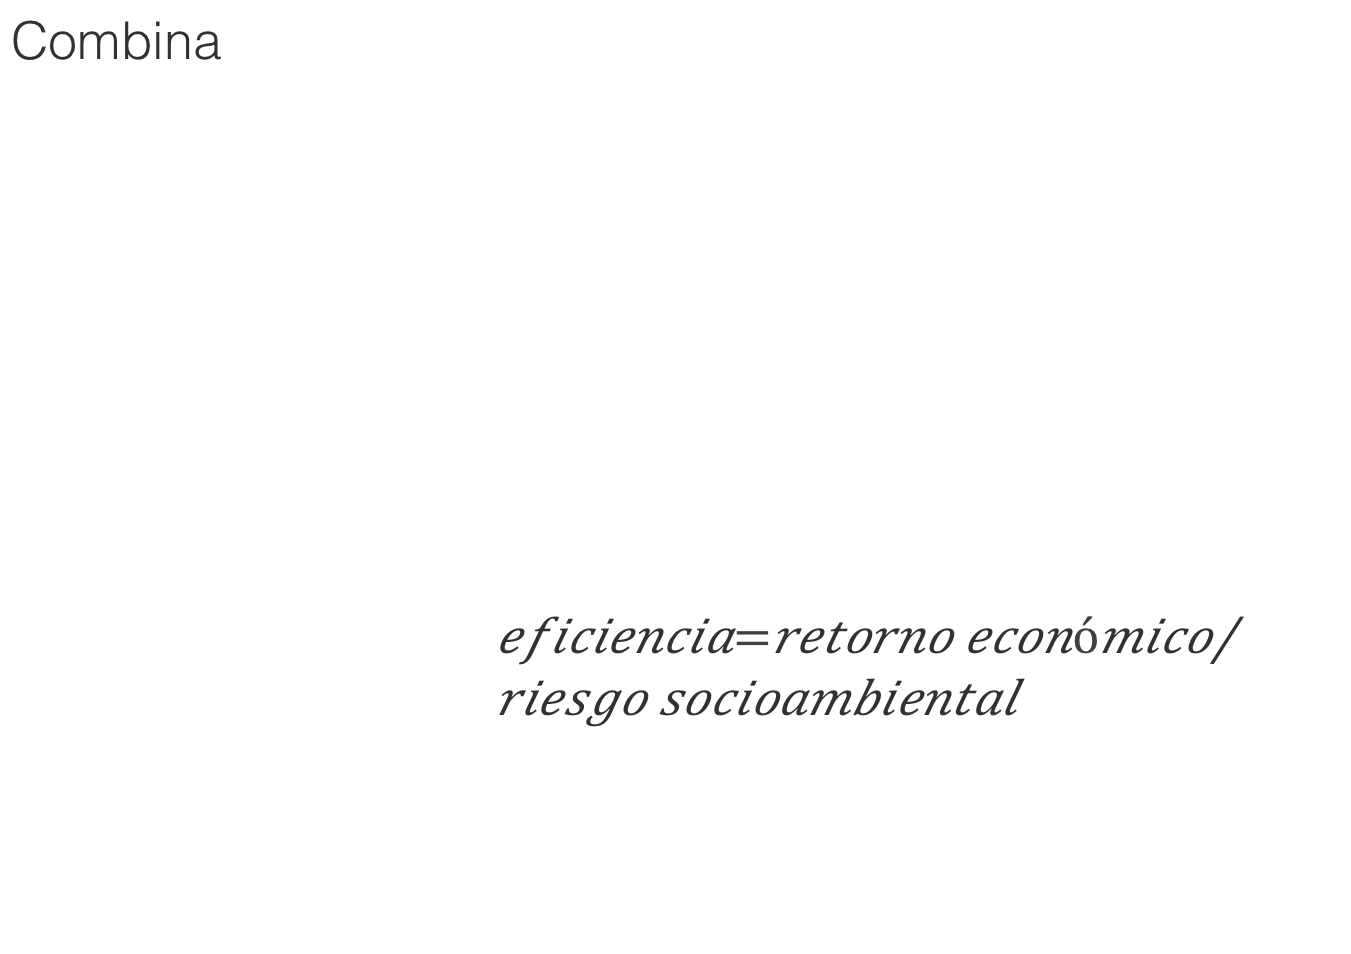 Combina
eficiencia=retorno económico/
riesgo socioambiental